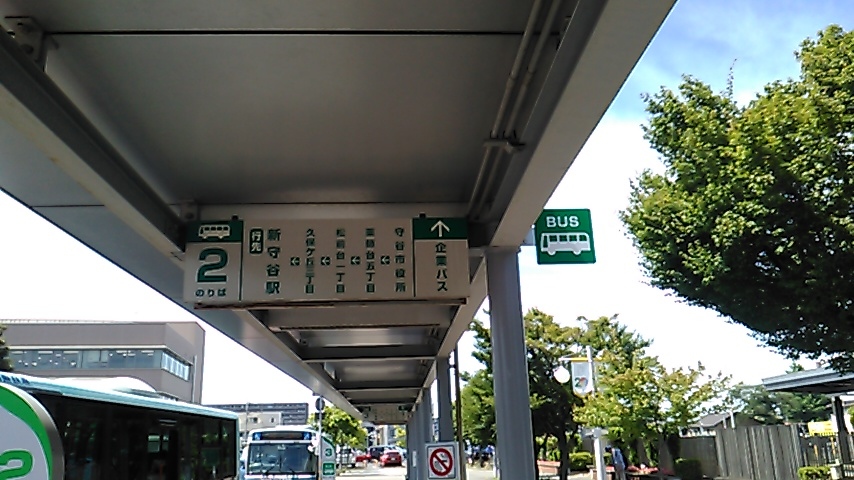 2
のりば
行先
新守谷駅
久保ケ丘三丁目
←
松前台一丁目
←
薬師台五丁目
←
守谷市役所
↑
企業バス
BUS
3
2